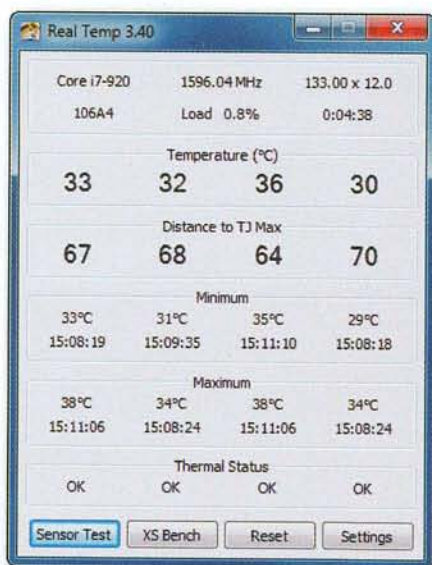 Real Temp 3.40
Core i7-920 1596.04 MHz 133.00 x 12.0
106A4 Load 0.8% 0:04:38
Temperature (°C)
33 32 36 30
Distance to TJ Max
67 68 64 70
Minimum
33°C 31°C 35°C 29°C
15:08:19 15:09:35 15:11:10 15:08:18
Maximum
38°C 34°C 38°C 34°C
15:11:06 15:08:24 15:11:06 15:08:24
Thermal Status
OK OK OK OK
Sensor Test XS Bench Reset Settings